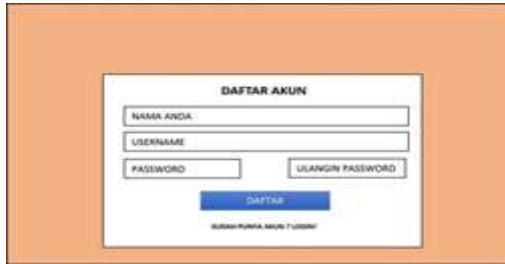 DAFTAR AKUN
NAMA ANDA
USERNAME
PASSWORD ULANGIN PASSWORD
DAFTAR
SUDAH PUNYA AKUN ? LOGIN!